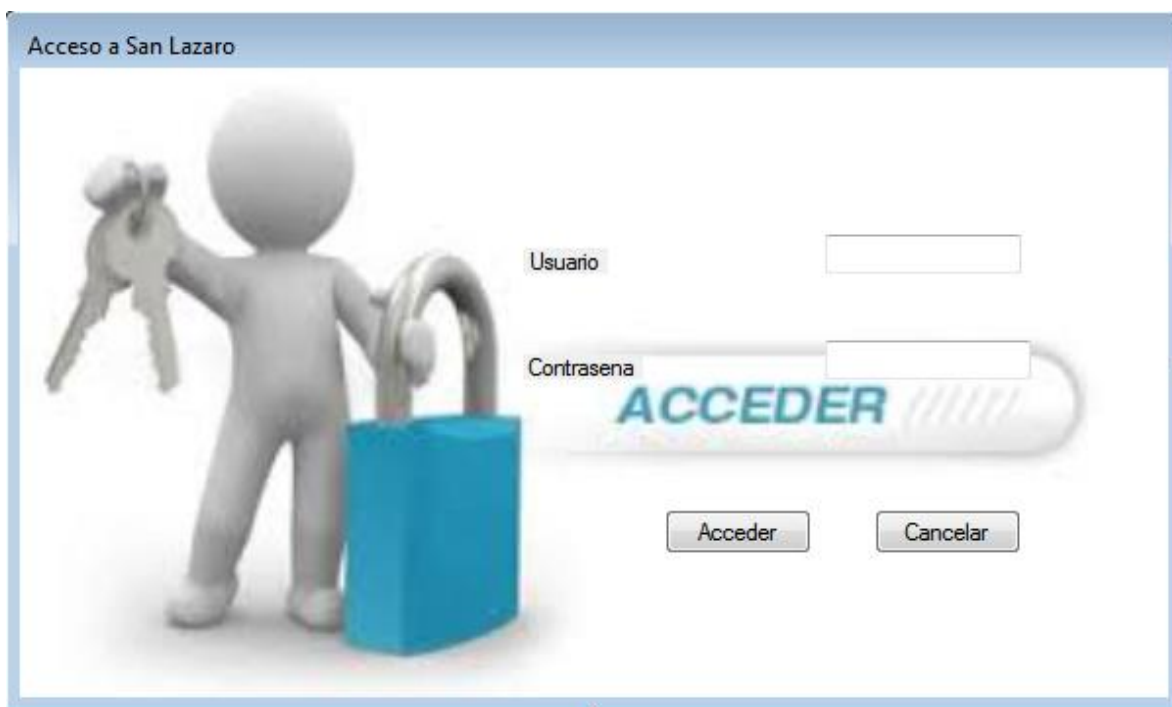 Acceso a San Lazaro
Usuario
Contrasena
ACCEDER
Acceder Cancelar